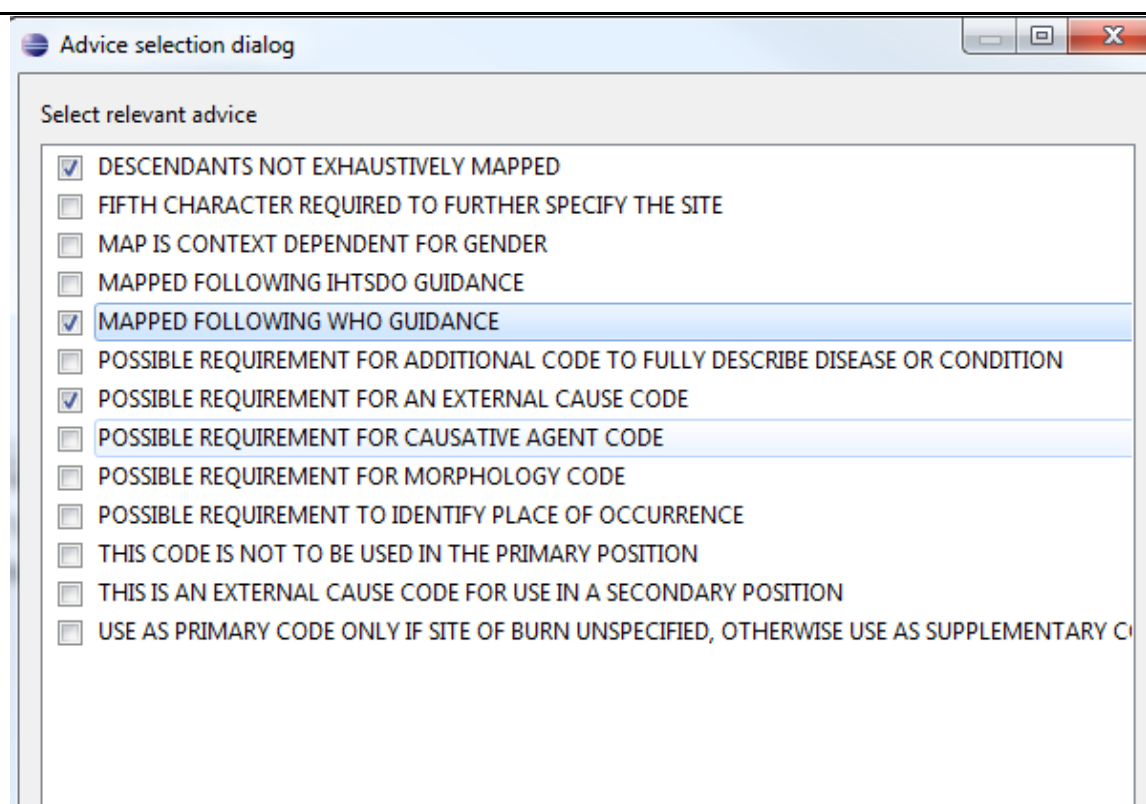 Advice selection dialog
Select relevant advice
DESCENDANTS NOT EXHAUSTIVELY MAPPED
FIFTH CHARACTER REQUIRED TO FURTHER SPECIFY THE SITE
MAP IS CONTEXT DEPENDENT FOR GENDER
MAPPED FOLLOWING IHTSDO GUIDANCE
MAPPED FOLLOWING WHO GUIDANCE
POSSIBLE REQUIREMENT FOR ADDITIONAL CODE TO FULLY DESCRIBE DISEASE OR CONDITION
POSSIBLE REQUIREMENT FOR AN EXTERNAL CAUSE CODE
POSSIBLE REQUIREMENT FOR CAUSATIVE AGENT CODE
POSSIBLE REQUIREMENT FOR MORPHOLOGY CODE
POSSIBLE REQUIREMENT TO IDENTIFY PLACE OF OCCURRENCE
THIS CODE IS NOT TO BE USED IN THE PRIMARY POSITION
THIS IS AN EXTERNAL CAUSE CODE FOR USE IN A SECONDARY POSITION
USE AS PRIMARY CODE ONLY IF SITE OF BURN UNSPECIFIED, OTHERWISE USE AS SUPPLEMENTARY